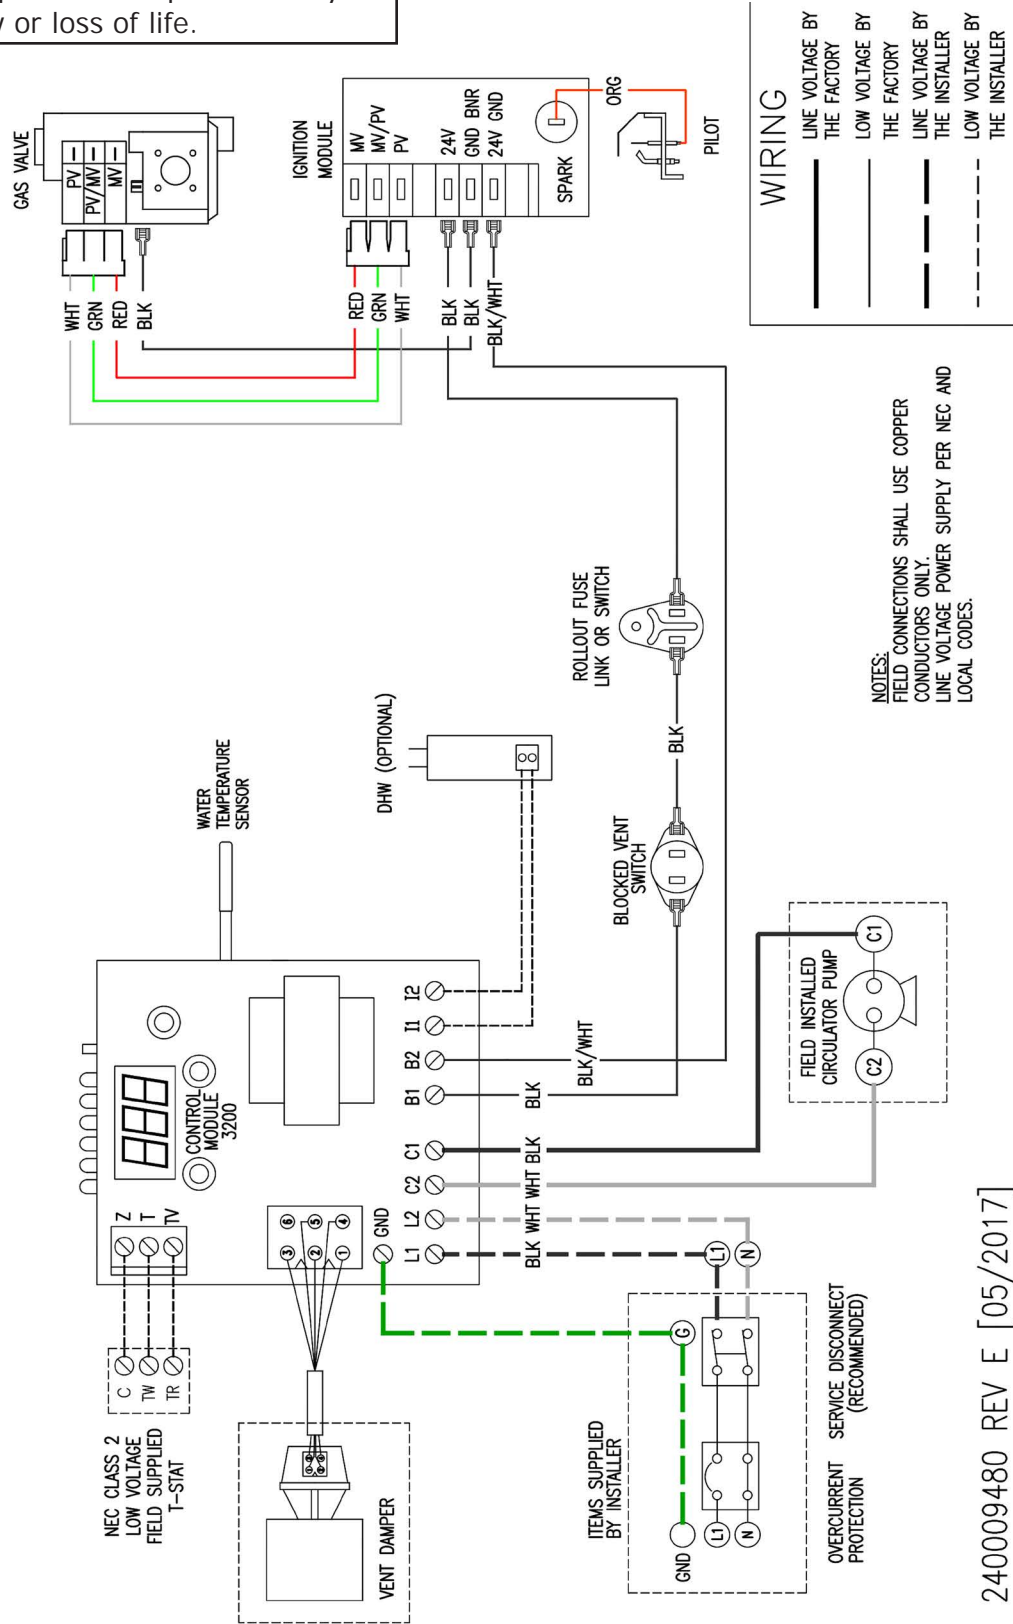 y or loss of life.
GAS VALVE
PV
PV/MV
MV
WHT
GRN
RED
BLK
IGNITION
MODULE
MV
MV/PV
PV
24V
GND BNR
24V GND
SPARK
ORG
PILOT
RED
GRN
WHT
BLK
BLK
BLK/WHT
WIRING
LINE VOLTAGE BY
THE FACTORY
LOW VOLTAGE BY
THE FACTORY
LINE VOLTAGE BY
THE INSTALLER
LOW VOLTAGE BY
THE INSTALLER
NOTES:
FIELD CONNECTIONS SHALL USE COPPER
CONDUCTORS ONLY.
LINE VOLTAGE POWER SUPPLY PER NEC AND
LOCAL CODES.
ROLLOUT FUSE
LINK OR SWITCH
BLK
BLOCKED VENT
SWITCH
DHW (OPTIONAL)
WATER
TEMPERATURE
SENSOR
CONTROL
MODULE
3200
Z
T
TV
C
TW
TR
NEC CLASS 2
LOW VOLTAGE
FIELD SUPPLIED
T-STAT
I2
I1
B2
B1
C1
C2
L2
L1
GND
6
5
4
3
2
1
BLK/WHT
BLK
BLK
WHT
WHT
BLK
FIELD INSTALLED
CIRCULATOR PUMP
C1
C2
VENT DAMPER
ITEMS SUPPLIED
BY INSTALLER
G
L1
N
GND
L1
N
SERVICE DISCONNECT
(RECOMMENDED)
OVERCURRENT
PROTECTION
240009480 REV E [05/2017]